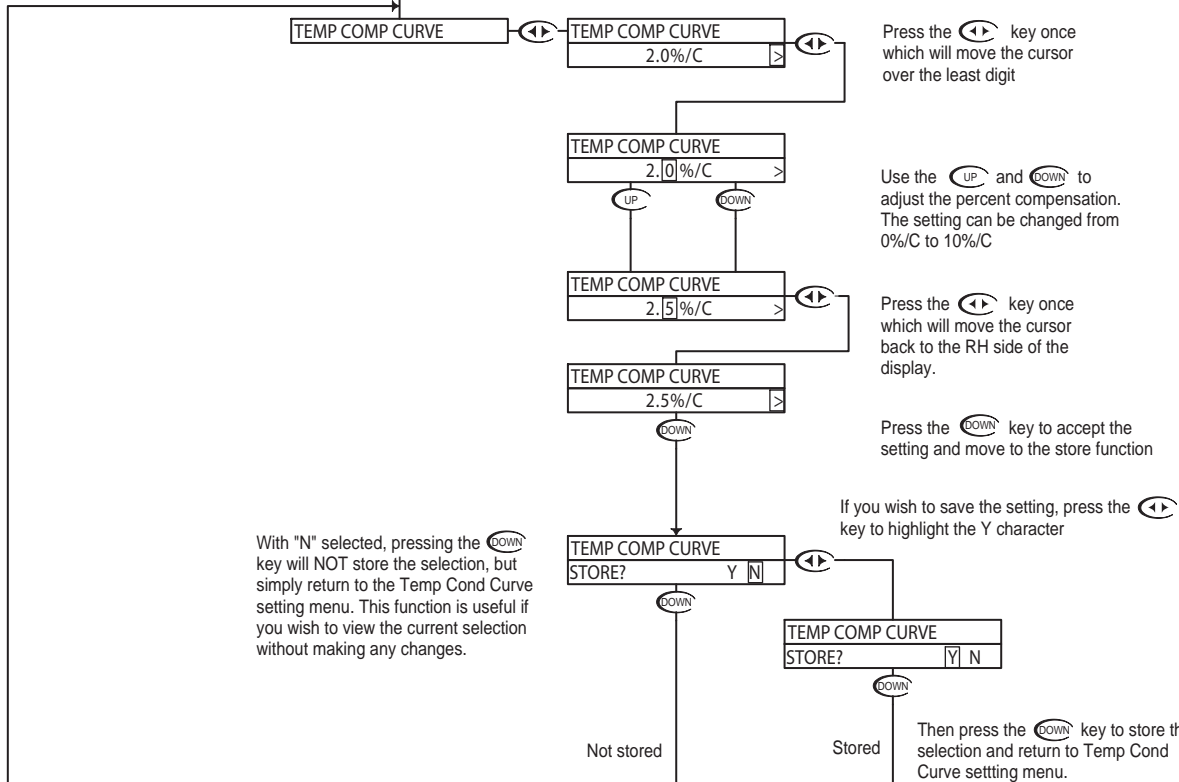 TEMP COMP CURVE
TEMP COMP CURVE
2.0%/C >
Press the key once
which will move the cursor
over the least digit
TEMP COMP CURVE
2.0%/C >
UP
DOWN
Use the UP and DOWN to
adjust the percent compensation.
The setting can be changed from
0%/C to 10%/C
TEMP COMP CURVE
2.5%/C >
Press the key once
which will move the cursor
back to the RH side of the
display.
TEMP COMP CURVE
2.5%/C >
DOWN
Press the DOWN key to accept the
setting and move to the store function
If you wish to save the setting, press the
key to highlight the Y character
With "N" selected, pressing the DOWN
key will NOT store the selection, but
simply return to the Temp Cond Curve
setting menu. This function is useful if
you wish to view the current selection
without making any changes.
TEMP COMP CURVE
STORE? Y N
DOWN
TEMP COMP CURVE
STORE? Y N
DOWN
Not stored
Stored
Then press the DOWN key to store
selection and return to Temp Cond
Curve settting menu.